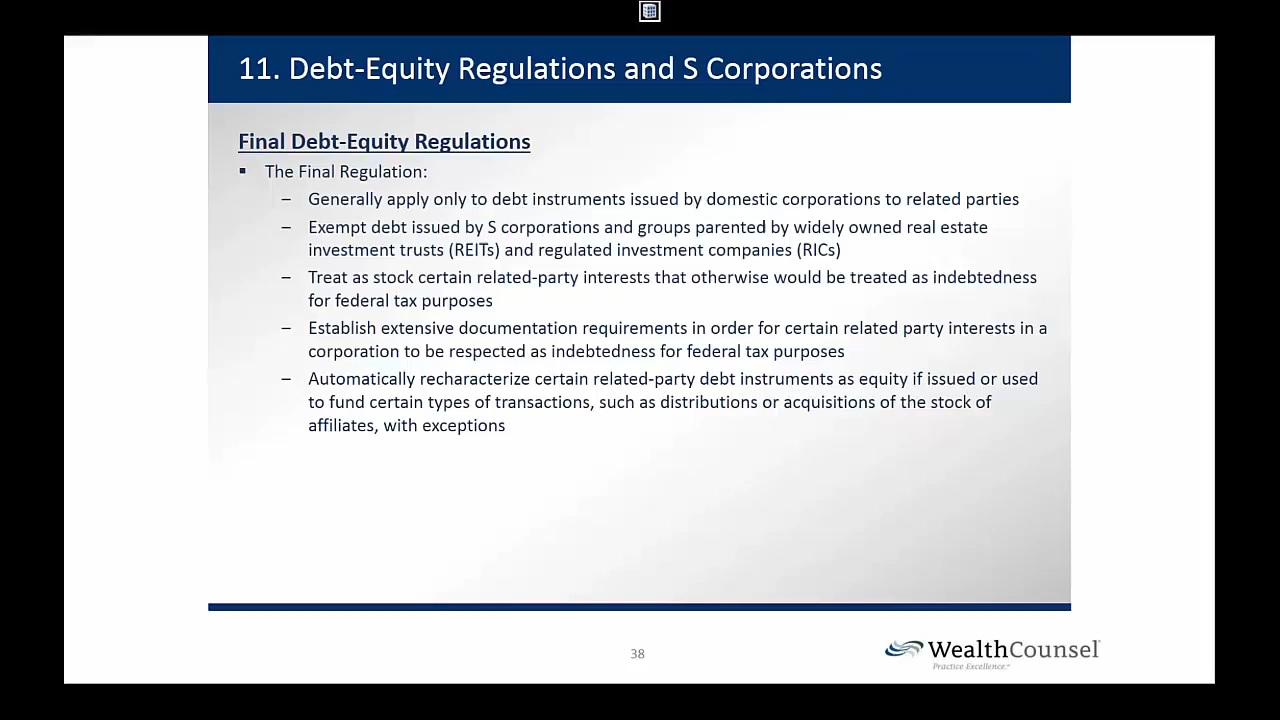 11. Debt-Equity Regulations and S Corporations
Final Debt-Equity Regulations
▪ The Final Regulation:
– Generally apply only to debt instruments issued by domestic corporations to related parties
– Exempt debt issued by S corporations and groups parented by widely owned real estate
investment trusts (REITs) and regulated investment companies (RICs)
– Treat as stock certain related-party interests that otherwise would be treated as indebtedness
for federal tax purposes
– Establish extensive documentation requirements in order for certain related party interests in a
corporation to be respected as indebtedness for federal tax purposes
– Automatically recharacterize certain related-party debt instruments as equity if issued or used
to fund certain types of transactions, such as distributions or acquisitions of the stock of
affiliates, with exceptions
38
WealthCounsel
Practice Excellence.